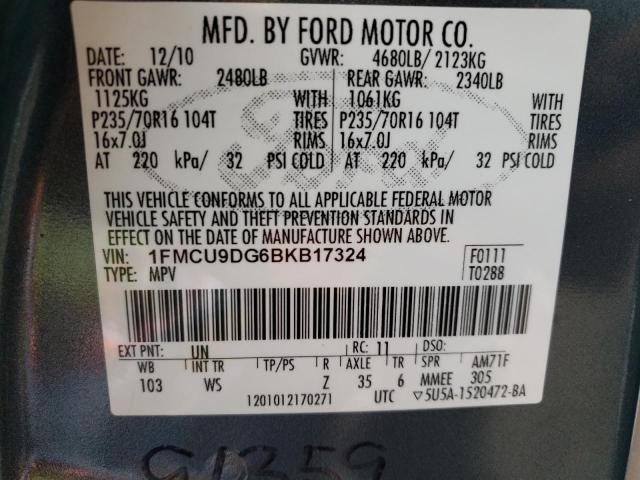 MFD. BY FORD MOTOR CO.
DATE: 12/10 GVWR: 4680LB/ 2123KG
FRONT GAWR: 2480LB REAR GAWR: 2340LB
1125KG WITH 1061KG WITH
P235/70R16 104T TIRES P235/70R16 104T TIRES
16x7.0J RIMS 16x7.0J RIMS
AT 220 kPa/ 32 PSI COLD AT 220 kPa/ 32 PSI COLD
THIS VEHICLE CONFORMS TO ALL APPLICABLE FEDERAL MOTOR
VEHICLE SAFETY AND THEFT PREVENTION STANDARDS IN
EFFECT ON THE DATE OF MANUFACTURE SHOWN ABOVE.
VIN: 1FMCU9DG6BKB17324 F0111
TYPE: MPV T0288
EXT PNT: UN RC: 11 DSO:
WB INT TR TP/PS R AXLE TR SPR AM71F
103 WS Z 35 6 MMEE 305
1201012170271 UTC ▽5U5A-1520472-BA
G1359